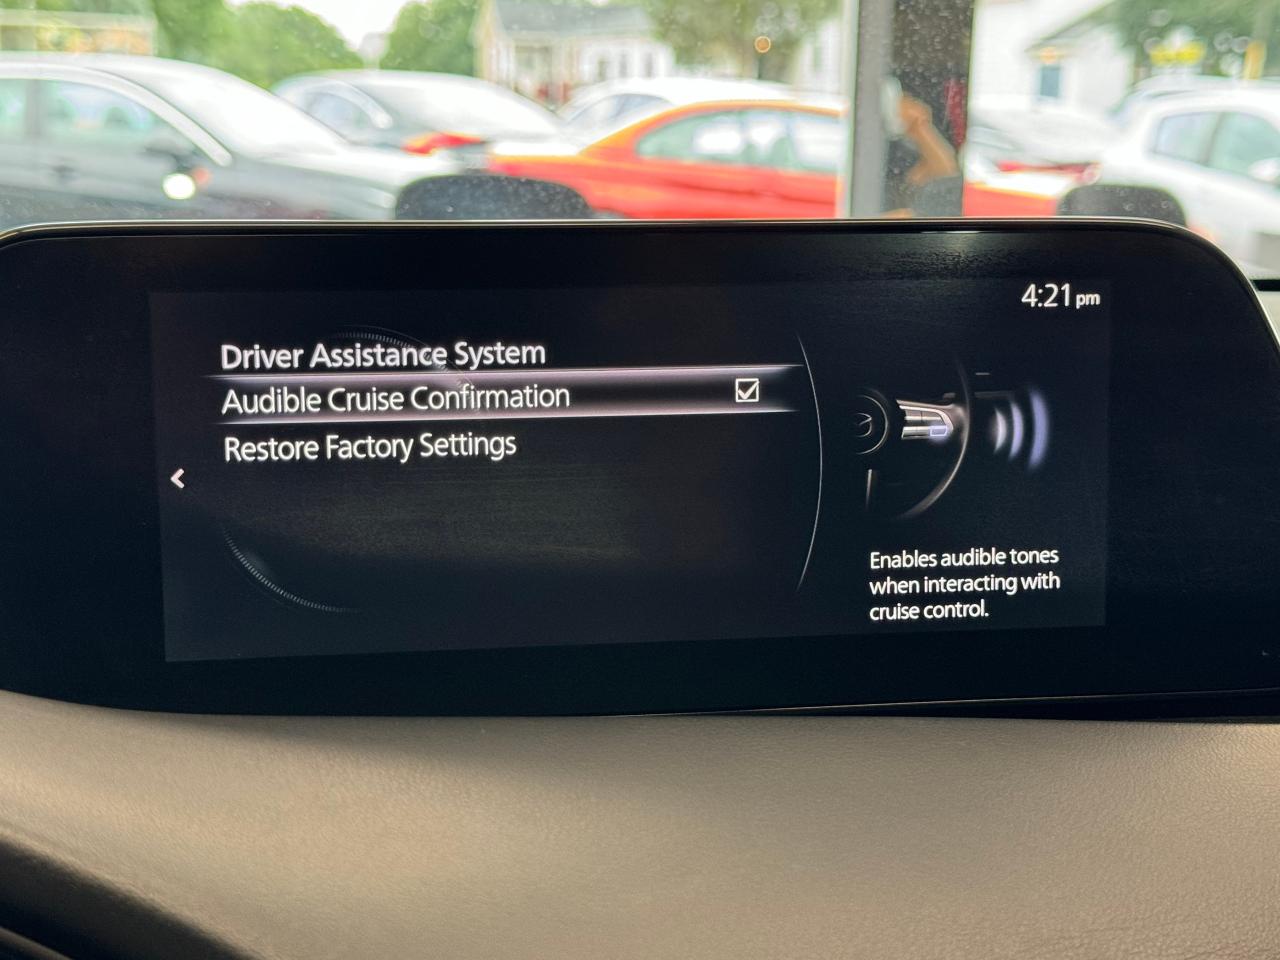 4:21 pm
Driver Assistance System
Audible Cruise Confirmation
Restore Factory Settings
Enables audible tones
when interacting with
cruise control.